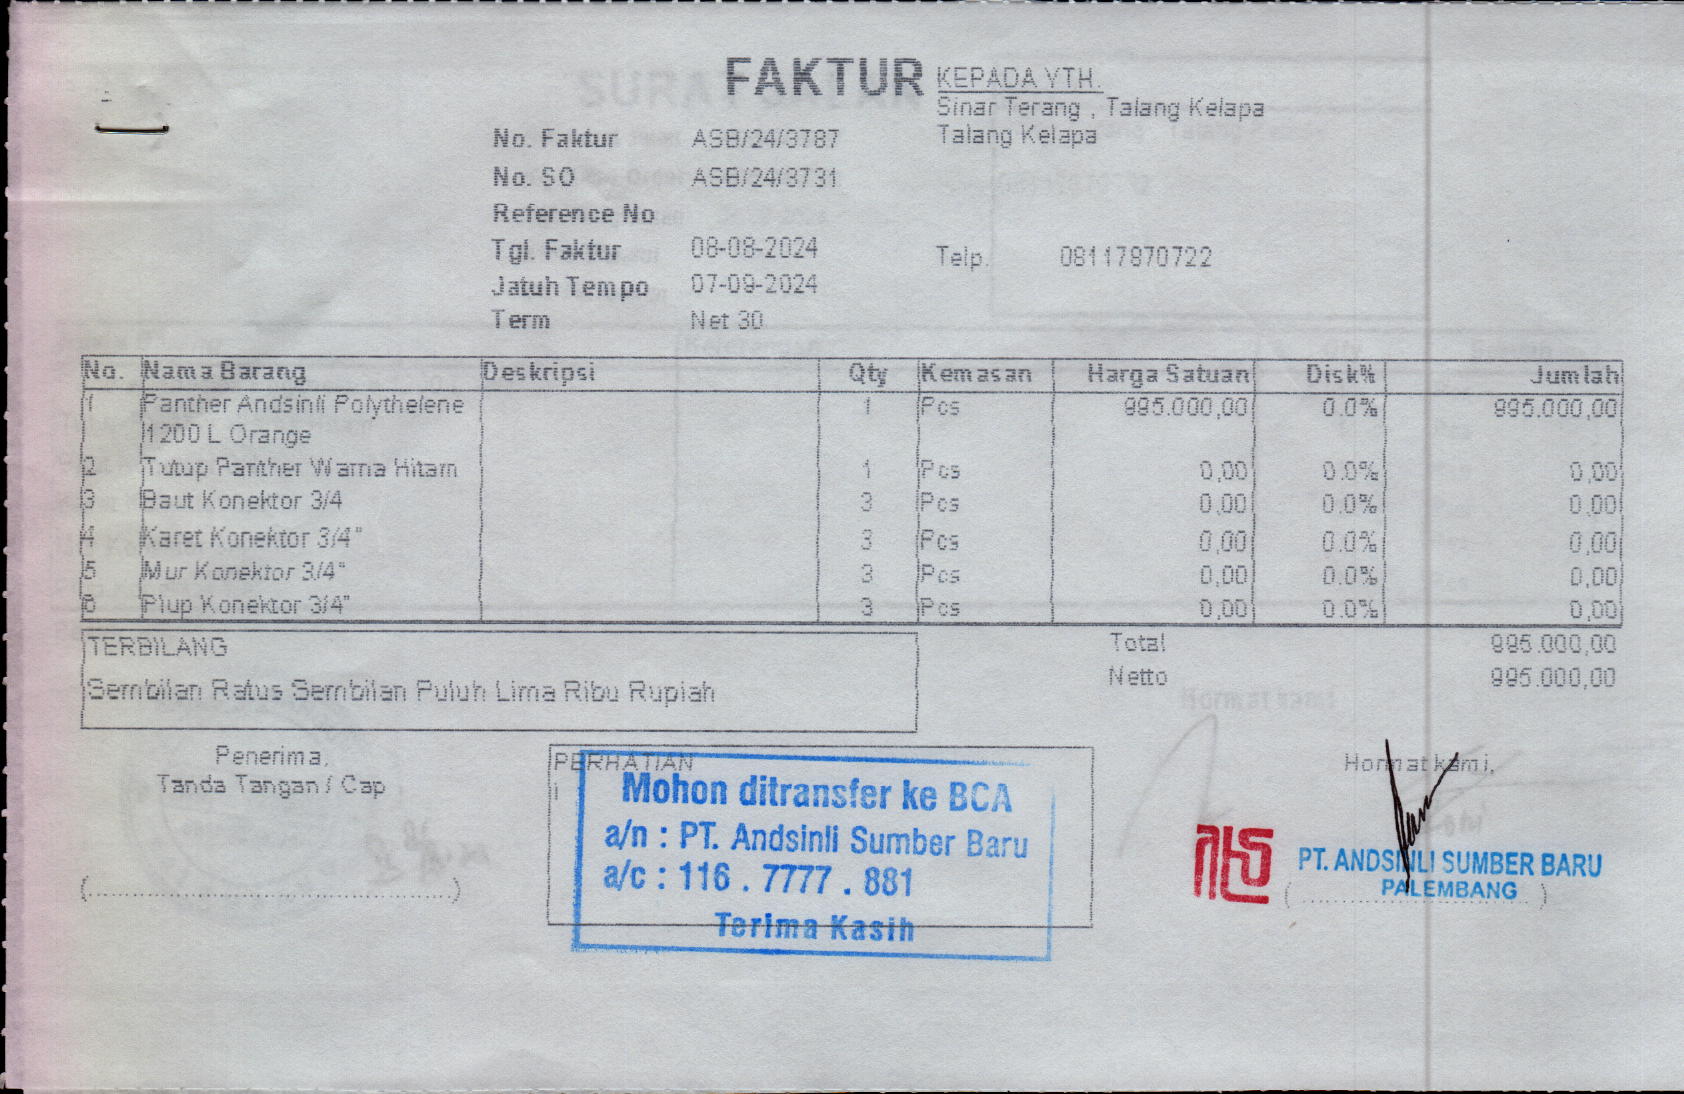 FAKTUR
KEPADA YTH.
Sinar Terang , Talang Kelapa
Talang Kelapa
No. Faktur ASB/24/3787
No. SO ASB/24/3731
Reference No
Tgl. Faktur 08-08-2024
Telp. 08117870722
Jatuh Tempo 07-09-2024
Term Net 30
No. Nama Barang Deskripsi Qty Kemasan Harga Satuan Disk% Jumlah
1 Panther Andsinli Polythelene 1 Pcs 995.000,00 0.0% 995.000,00
1200 L Orange
2 Tutup Panther Warna Hitam 1 Pcs 0,00 0.0% 0,00
3 Baut Konektor 3/4 3 Pcs 0,00 0.0% 0,00
4 Karet Konektor 3/4" 3 Pcs 0,00 0.0% 0,00
5 Mur Konektor 3/4" 3 Pcs 0,00 0.0% 0,00
6 Plup Konektor 3/4" 3 Pcs 0,00 0.0% 0,00
TERBILANG
Sembilan Ratus Sembilan Puluh Lima Ribu Rupiah
Total 995.000,00
Netto 995.000,00
Penerima,
Tanda Tangan / Cap
PERHATIAN
Mohon ditransfer ke BCA
a/n : PT. Andsinli Sumber Baru
a/c : 116 . 7777 . 881
Terima Kasih
Hormat kami,
PT. ANDSINLI SUMBER BARU
PALEMBANG